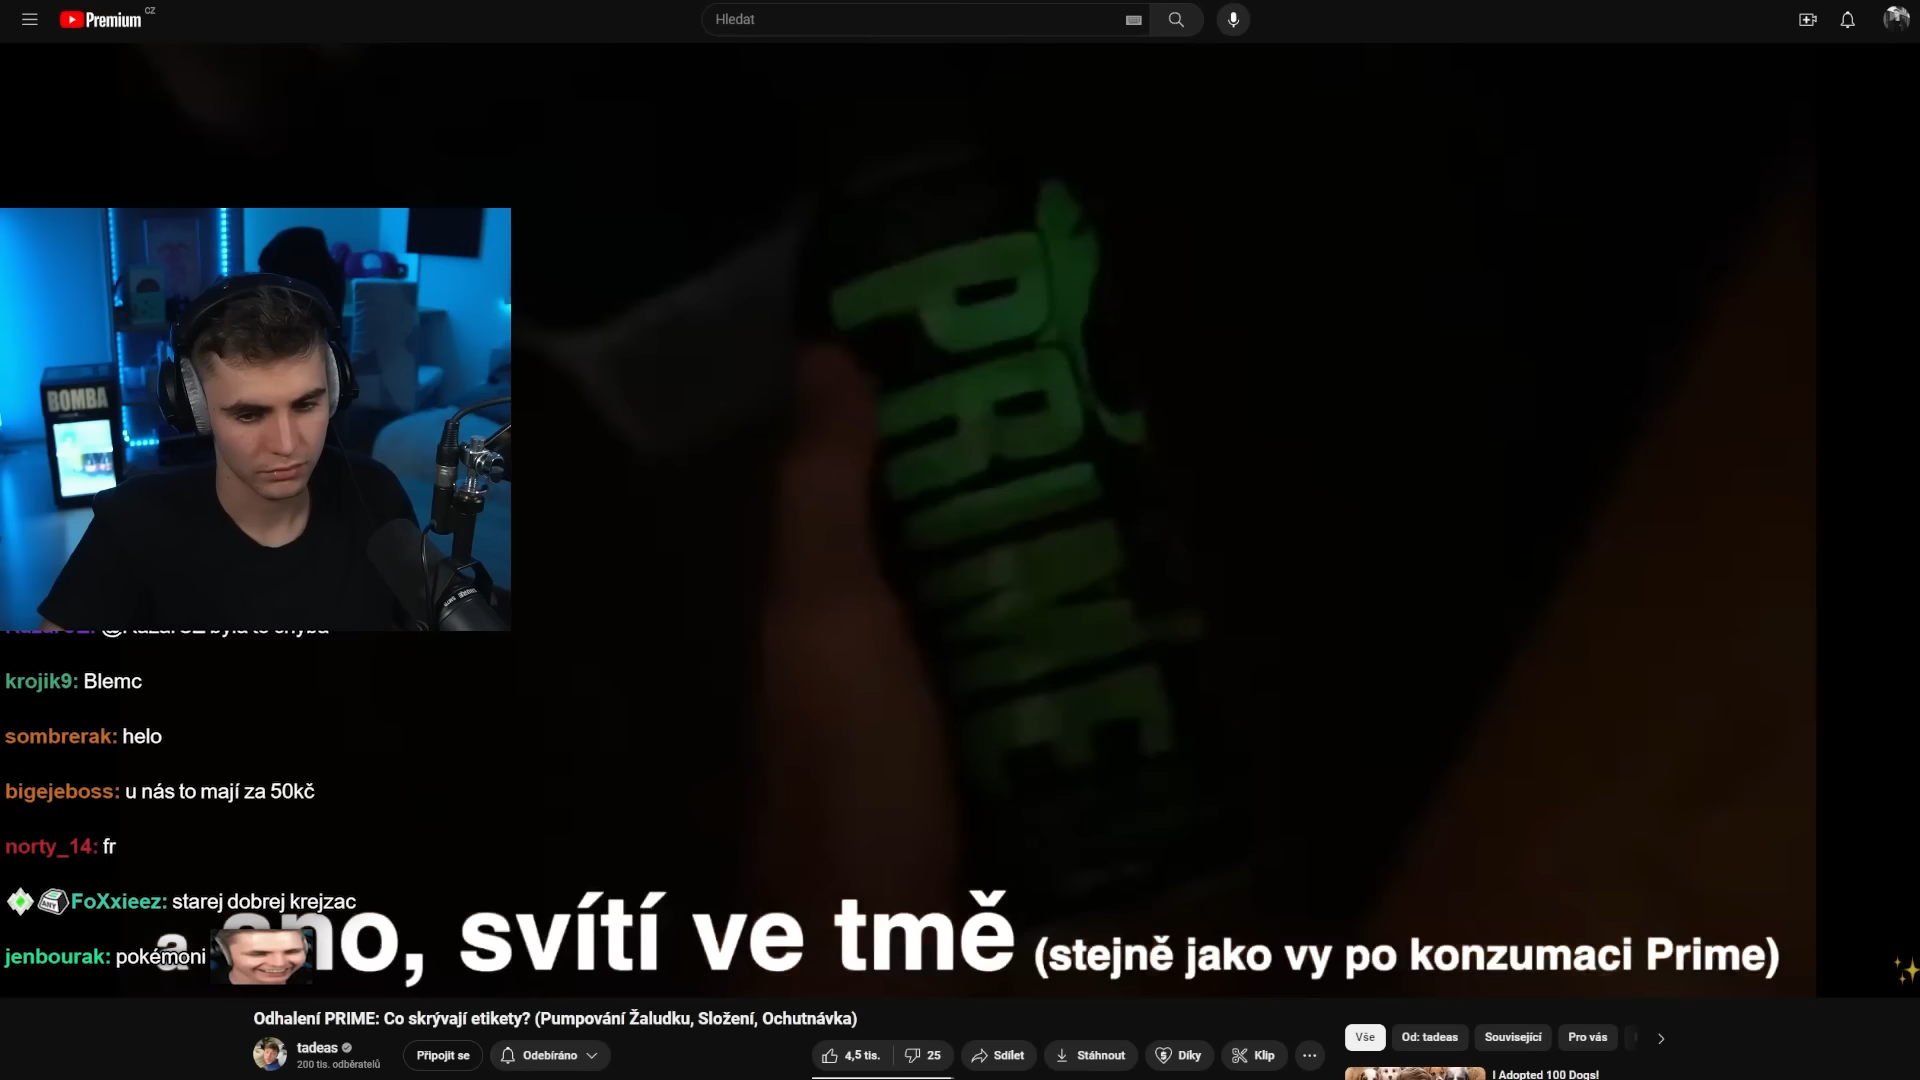 Premium CZ
Hledat
PRIME
BOMBA
krojik9: Blemc
sombrerak: helo
bigejeboss: u nás to mají za 50kč
norty_14: fr
ANY FoXxieez: starej dobrej krejzac
jenbourak: pokémoni
a ano, svítí ve tmě (stejně jako vy po konzumaci Prime)
Odhalení PRIME: Co skrývají etikety? (Pumpování Žaludku, Složení, Ochutnávka)
tadeas
200 tis. odběratelů
Připojit se
Odebíráno
4,5 tis.
25
Sdílet
Stáhnout
Díky
Klip
Vše
Od: tadeas
Související
Pro vás
I Adopted 100 Dogs!